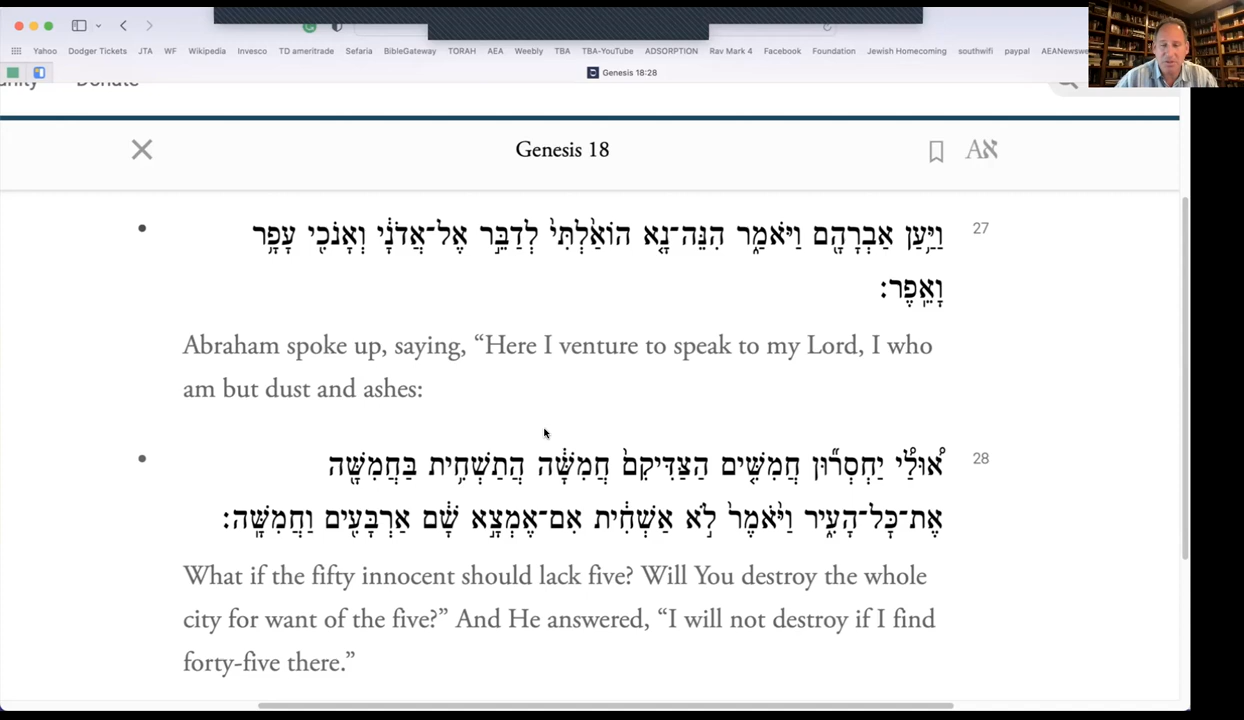 Yahoo Dodger Tickets JTA WF Wikipedia Invesco TD ameritrade Sefaria BibleGateway TORAH AEA Weebly TBA TBA-YouTube ADSORPTION Rav Mark 4 Facebook Foundation Jewish Homecoming southwifi paypal AEANewswe
Genesis 18:28
Donate
Genesis 18
Aא
27
וַיַּ֥עַן אַבְרָהָ֖ם וַיֹּאמַ֑ר הִנֵּה־נָ֤א הוֹאַ֙לְתִּי֙ לְדַבֵּ֣ר אֶל־אֲדֹנָ֔י וְאָנֹכִ֖י עָפָ֥ר
וָאֵֽפֶר׃
Abraham spoke up, saying, “Here I venture to speak to my Lord, I who
am but dust and ashes:
28
א֠וּלַ֠י יַחְסְר֞וּן חֲמִשִּׁ֤ים הַצַּדִּיקִם֙ חֲמִשָּׁ֔ה הֲתַשְׁחִ֥ית בַּחֲמִשָּׁ֖ה
אֶת־כׇּל־הָעִ֑יר וַיֹּ֙אמֶר֙ לֹ֣א אַשְׁחִ֔ית אִם־אֶמְצָ֣א שָׁ֔ם אַרְבָּעִ֖ים וַחֲמִשָּֽׁה׃
What if the fifty innocent should lack five? Will You destroy the whole
city for want of the five?” And He answered, “I will not destroy if I find
forty-five there.”